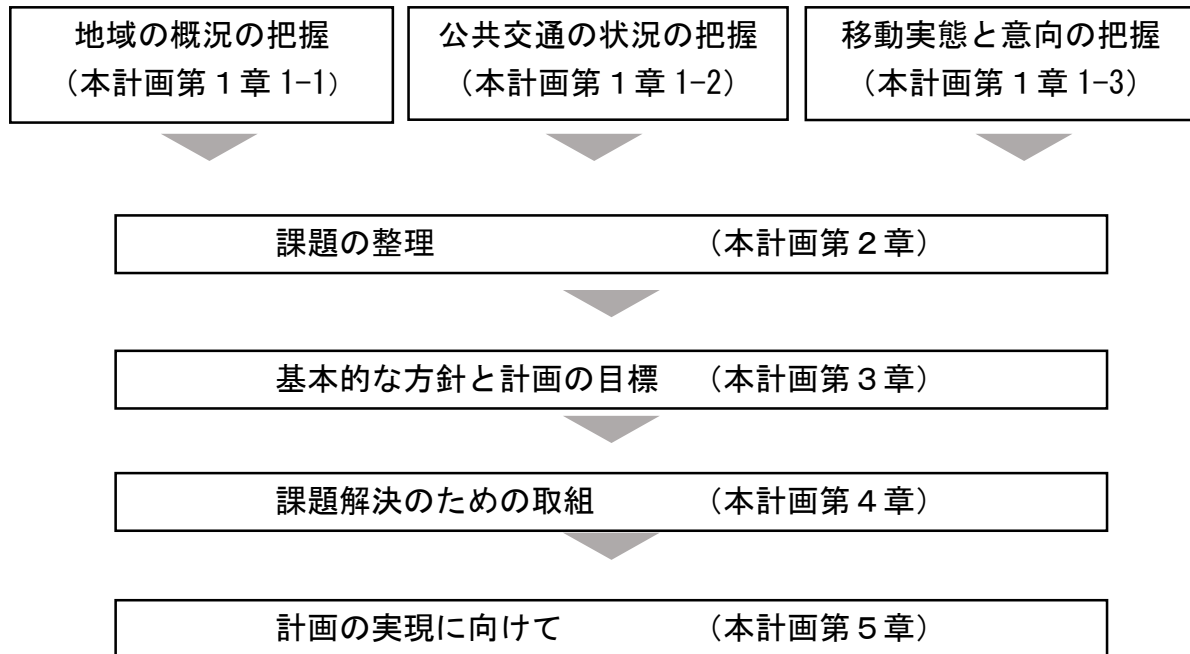 地域の概況の把握
（本計画第１章 1-1）
公共交通の状況の把握
（本計画第１章 1-2）
移動実態と意向の把握
（本計画第１章 1-3）
課題の整理　（本計画第２章）
基本的な方針と計画の目標　（本計画第３章）
課題解決のための取組　（本計画第４章）
計画の実現に向けて　（本計画第５章）